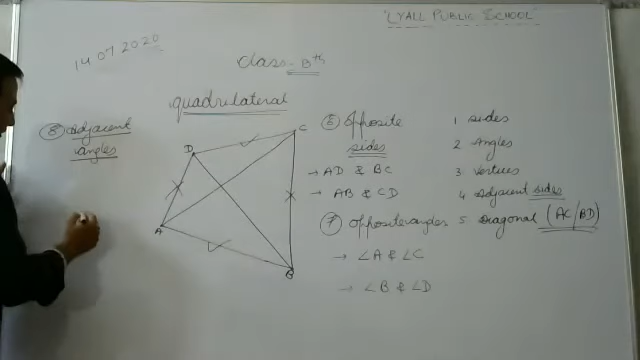 "LYALL PUBLIC SCHOOL"
14.07.2020
Class - 8th
quadrilateral
⑧ Adjacent
angles
D
C
A
B
⑥ Opposite
sides
→ AD & BC
→ AB & CD
⑦ Opposite angles
→ ∠A & ∠C
→ ∠B & ∠D
1 sides
2 Angles
3 Vertices
4 Adjacent sides
5 Diagonal (AC/BD)